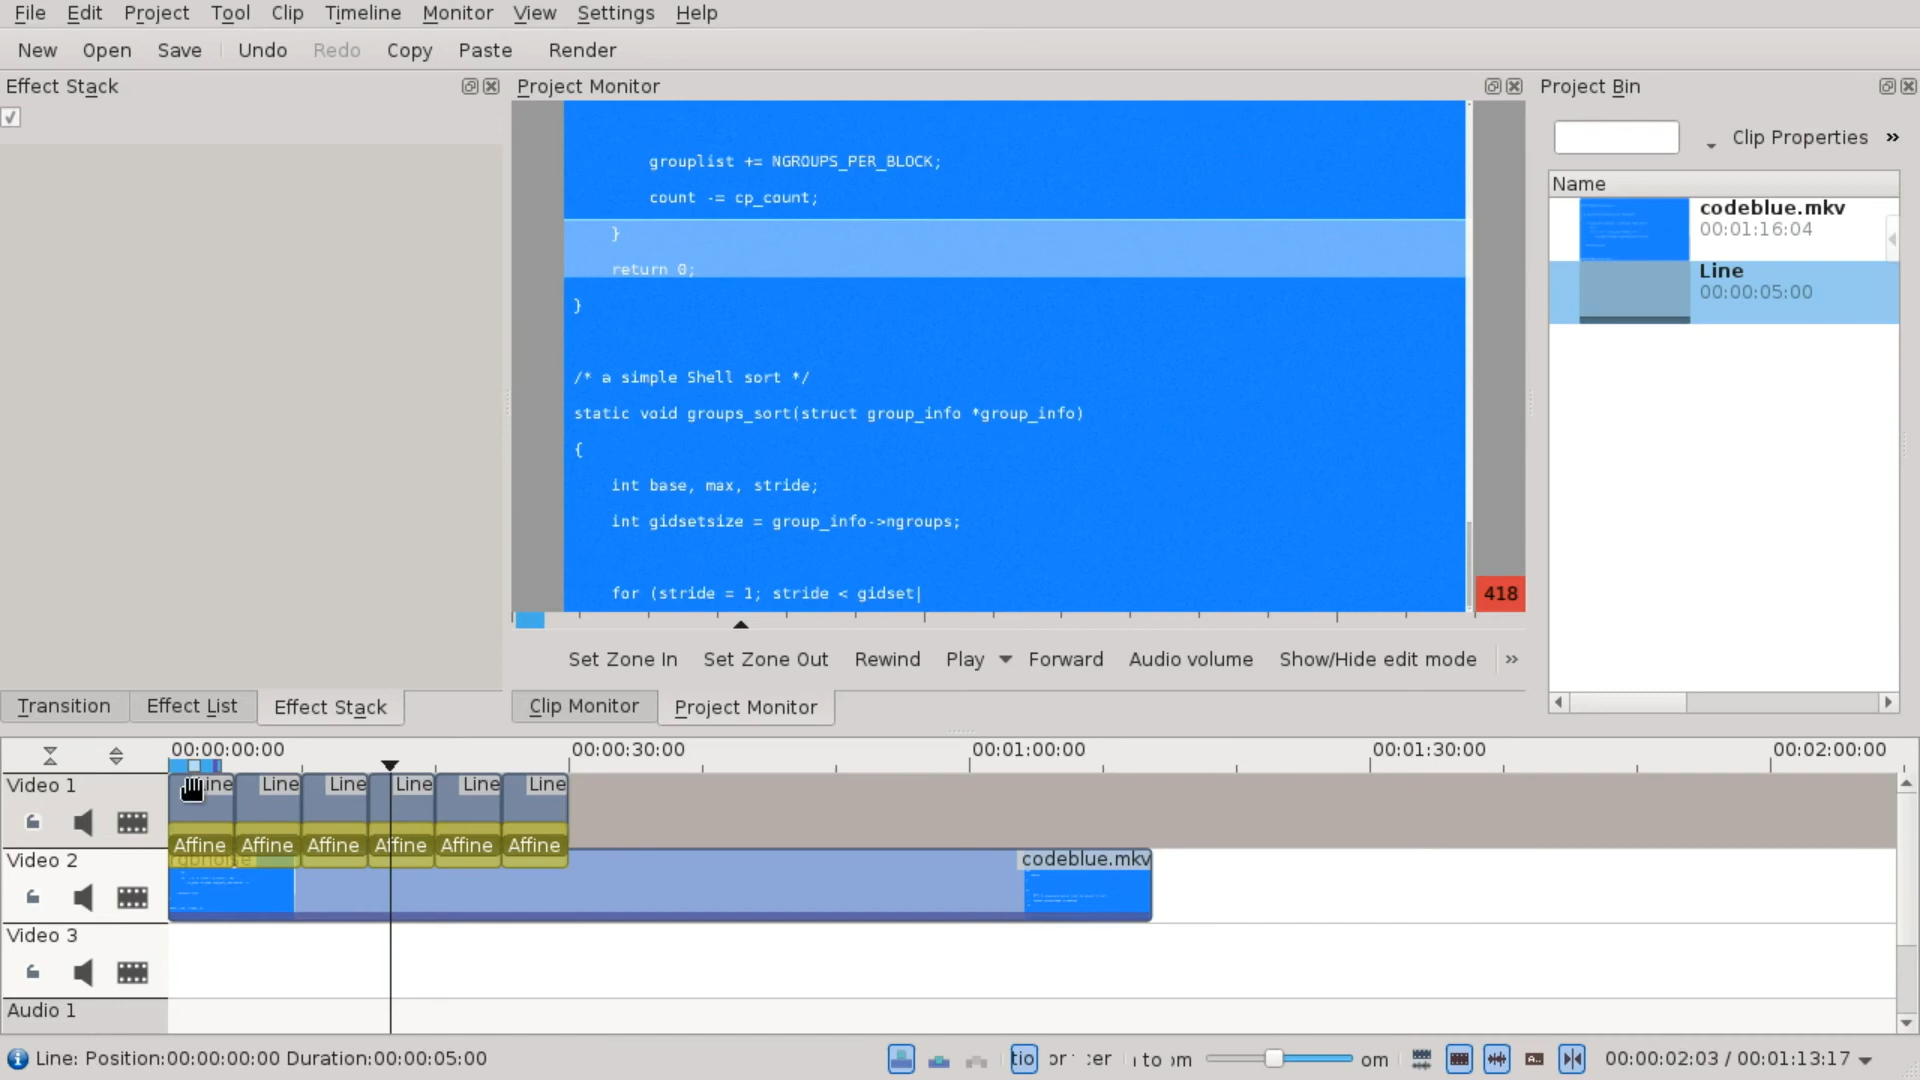 File Edit Project Tool Clip Timeline Monitor View Settings Help
New Open Save Undo Redo Copy Paste Render
Effect Stack
Project Monitor
Project Bin
Clip Properties »
Name
codeblue.mkv
00:01:16:04
Line
00:00:05:00
grouplist += NGROUPS_PER_BLOCK;
count -= cp_count;
}
return 0;
}
/* a simple Shell sort */
static void groups_sort(struct group_info *group_info)
{
int base, max, stride;
int gidsetsize = group_info->ngroups;
for (stride = 1; stride < gidset|
418
Set Zone In Set Zone Out Rewind Play Forward Audio volume Show/Hide edit mode »
Transition Effect List Effect Stack
Clip Monitor Project Monitor
00:00:00:00 00:00:30:00 00:01:00:00 00:01:30:00 00:02:00:00
Video 1
ine Line Line Line Line Line
Affine Affine Affine Affine Affine Affine
Video 2
codeblue.mkv
Video 3
Audio 1
Line: Position:00:00:00:00 Duration:00:00:05:00
tio or cer to om om
00:00:02:03 / 00:01:13:17